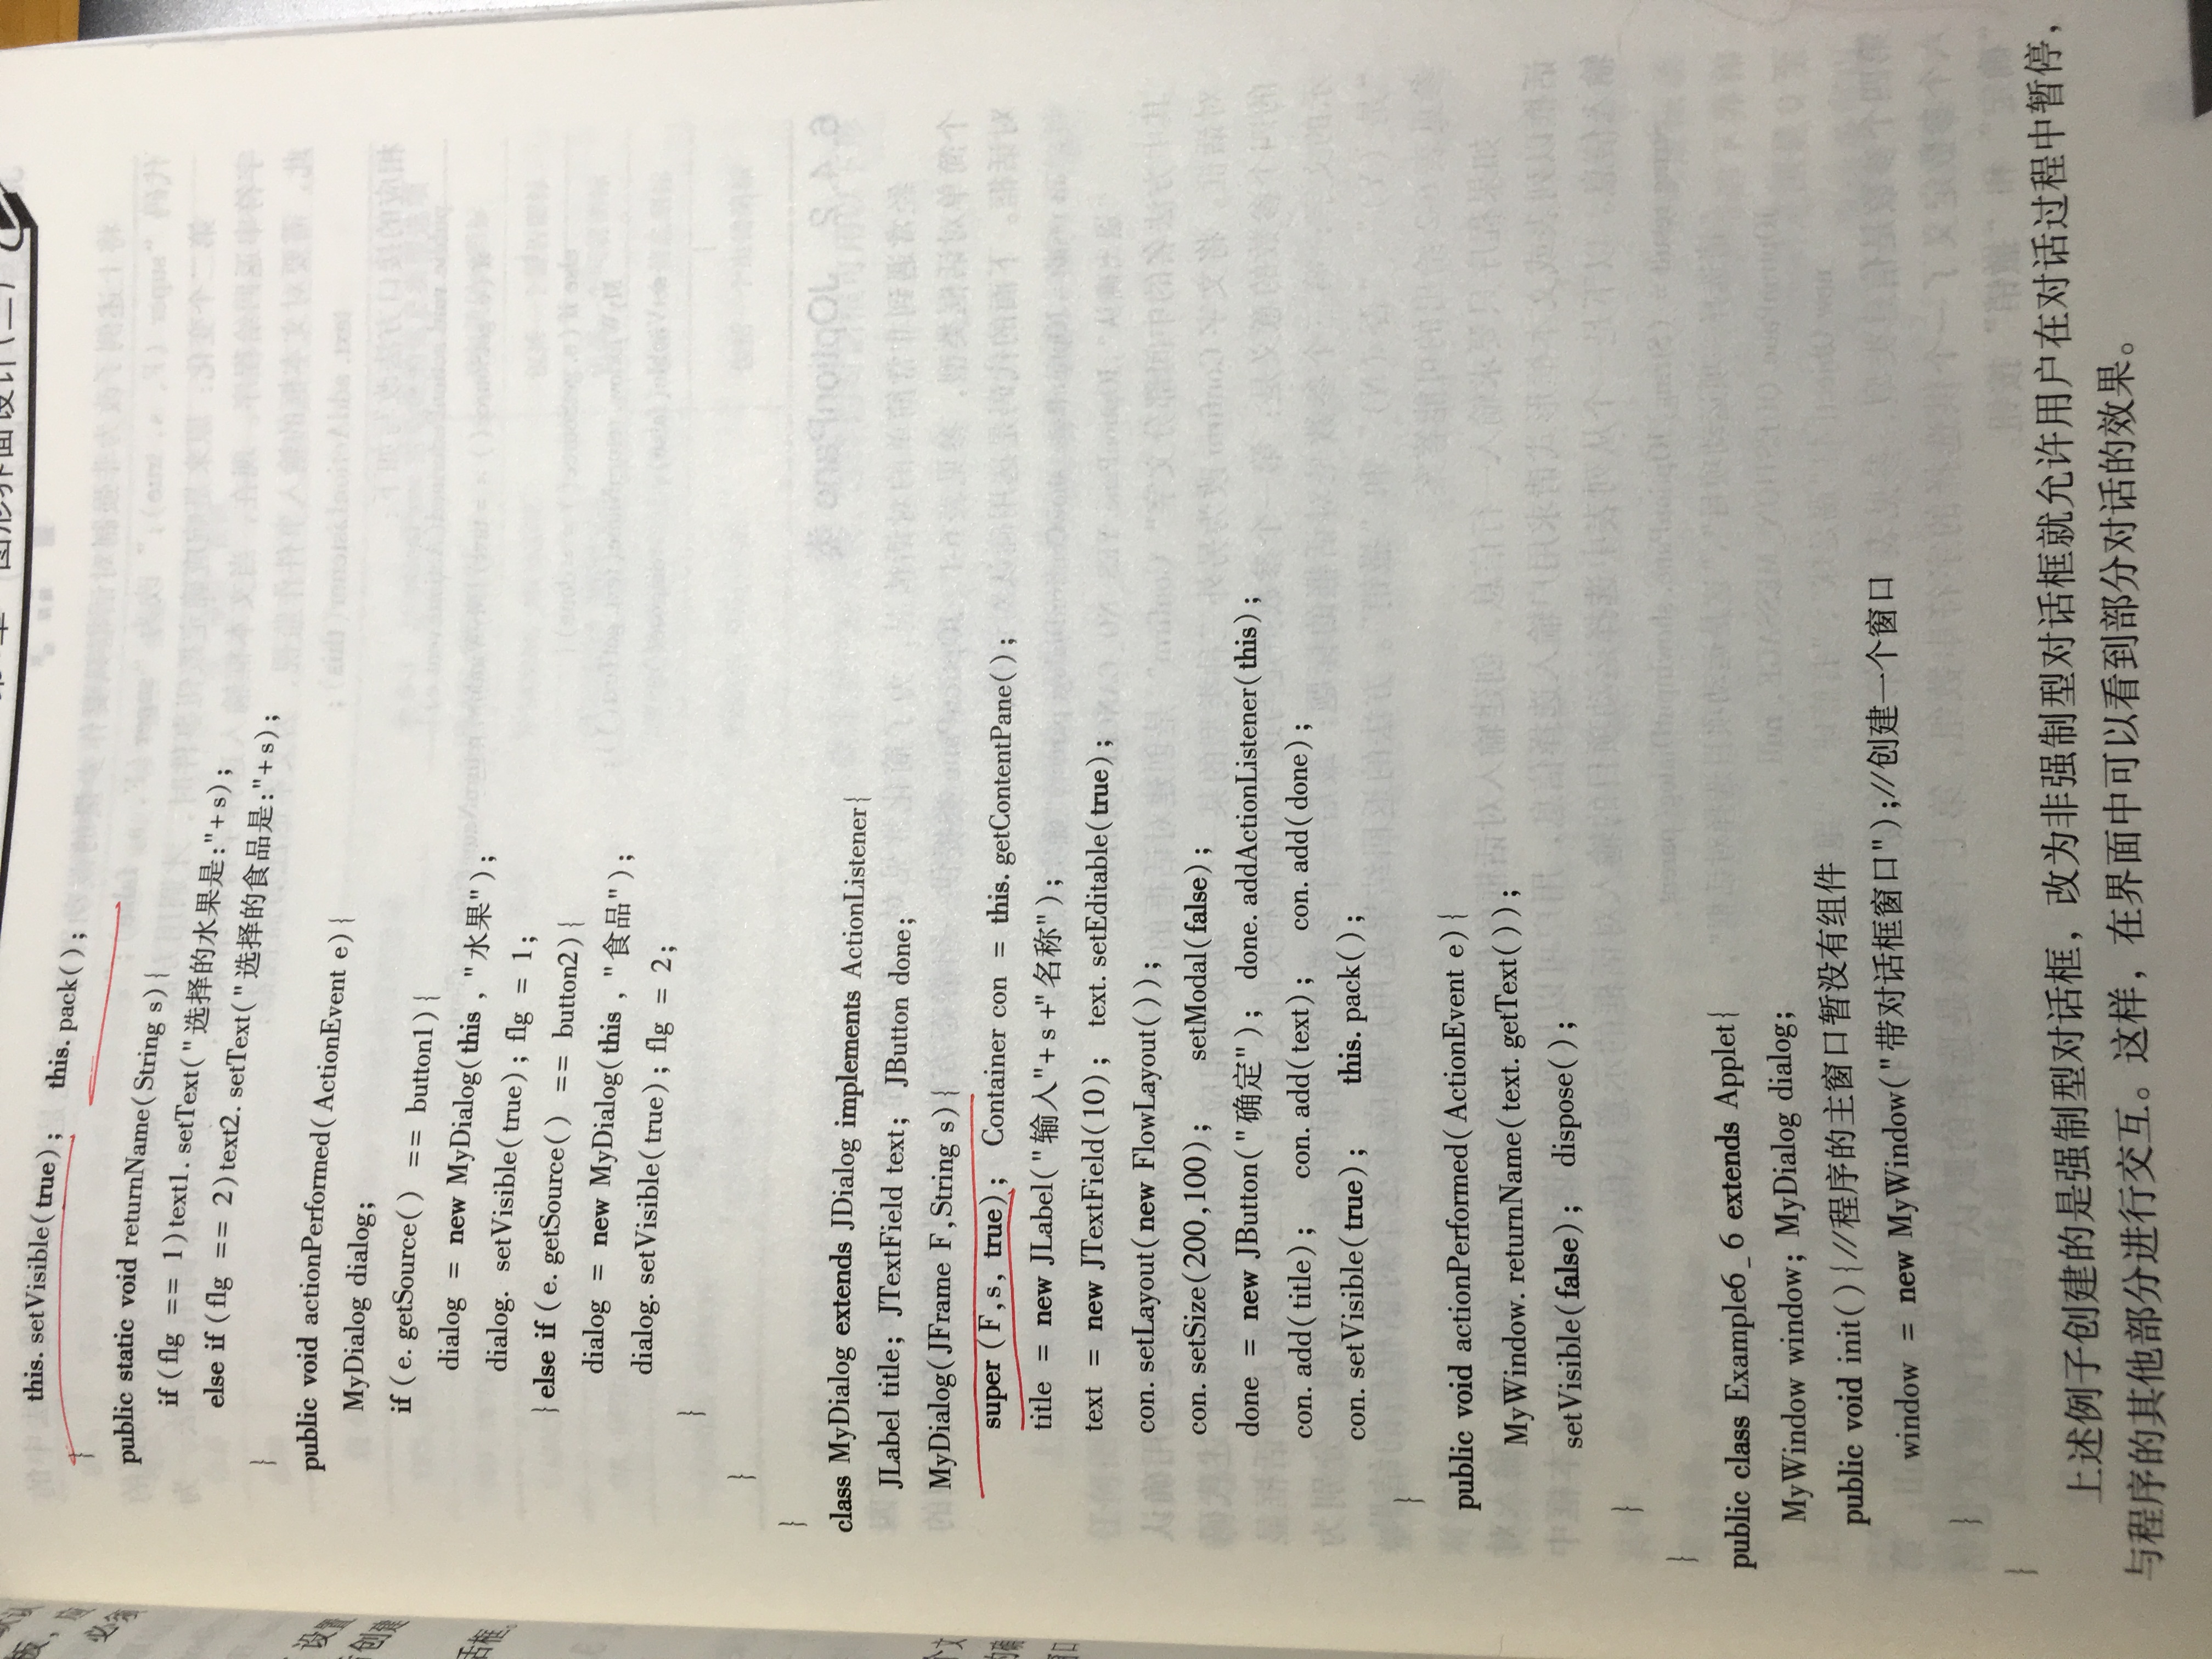 图形界面设计(二)
this. setVisible(true); this. pack();
}
public static void returnName(String s){
if(flg == 1)text1. setText("选择的水果是:"+s);
else if(flg == 2)text2. setText("选择的食品是:"+s);
}
public void actionPerformed(ActionEvent e){
MyDialog dialog;
if(e. getSource() == button1){
dialog = new MyDialog(this ,"水果");
dialog. setVisible(true); flg = 1;
}else if(e. getSource() == button2){
dialog = new MyDialog(this ,"食品");
dialog. setVisible(true); flg = 2;
}
}
}
class MyDialog extends JDialog implements ActionListener{
JLabel title; JTextField text; JButton done;
MyDialog(JFrame F,String s){
super (F,s, true); Container con = this. getContentPane();
title = new JLabel("输入"+ s +"名称");
text = new JTextField(10); text. setEditable(true);
con. setLayout(new FlowLayout());
con. setSize(200,100); setModal(false);
done = new JButton("确定"); done. addActionListener(this);
con. add(title); con. add(text); con. add(done);
con. setVisible(true); this. pack();
}
public void actionPerformed(ActionEvent e){
MyWindow. returnName(text. getText());
setVisible(false); dispose();
}
}
public class Example6_6 extends Applet{
MyWindow window; MyDialog dialog;
public void init(){//程序的主窗口暂没有组件
window = new MyWindow("带对话框窗口");//创建一个窗口
}
}
上述例子创建的是强制型对话框，改为非强制型对话框就允许用户在对话过程中暂停，
与程序的其他部分进行交互。这样，在界面中可以看到部分对话的效果。